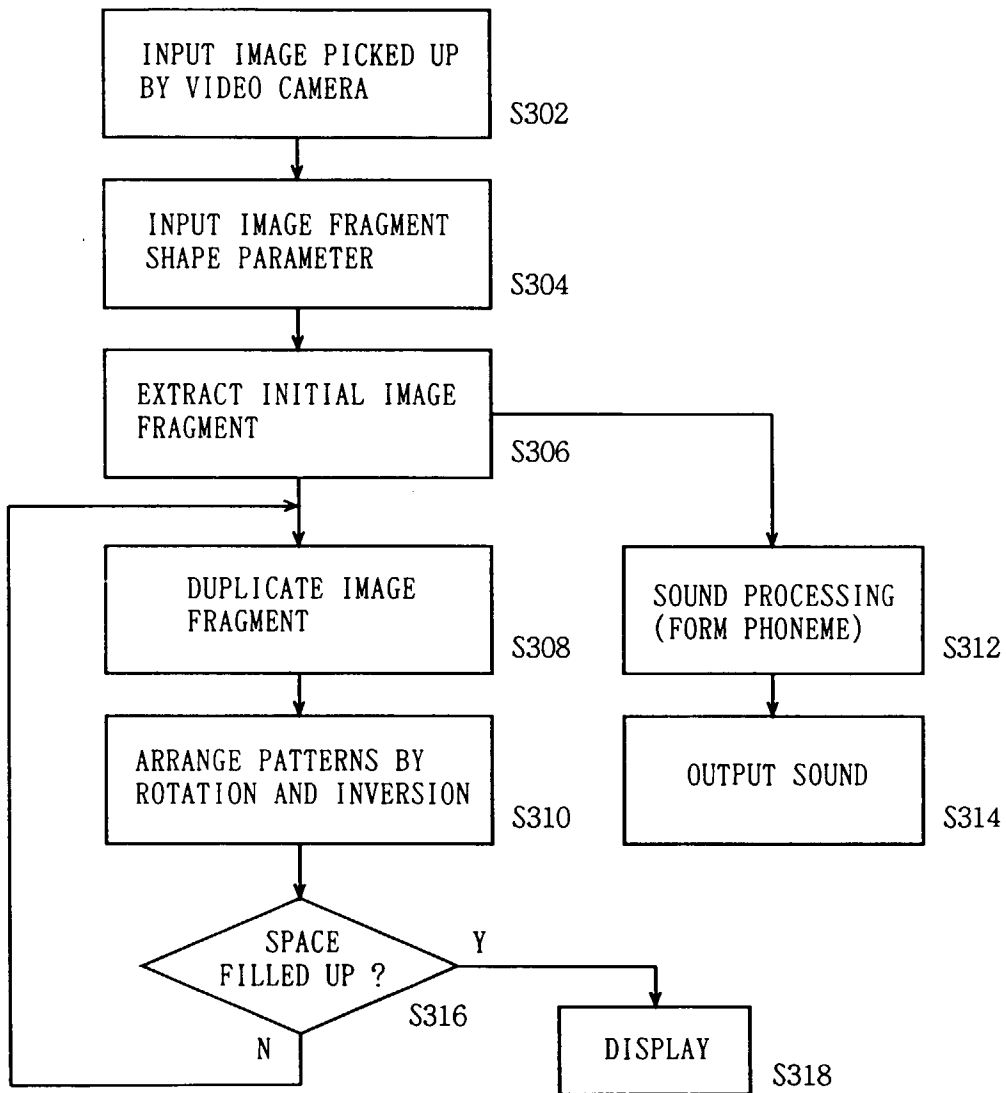 INPUT IMAGE PICKED UP
BY VIDEO CAMERA
S302
INPUT IMAGE FRAGMENT
SHAPE PARAMETER
S304
EXTRACT INITIAL IMAGE
FRAGMENT
S306
DUPLICATE IMAGE
FRAGMENT
S308
SOUND PROCESSING
(FORM PHONEME)
S312
ARRANGE PATTERNS BY
ROTATION AND INVERSION
S310
OUTPUT SOUND
S314
SPACE
FILLED UP ?
S316
Y
N
DISPLAY
S318